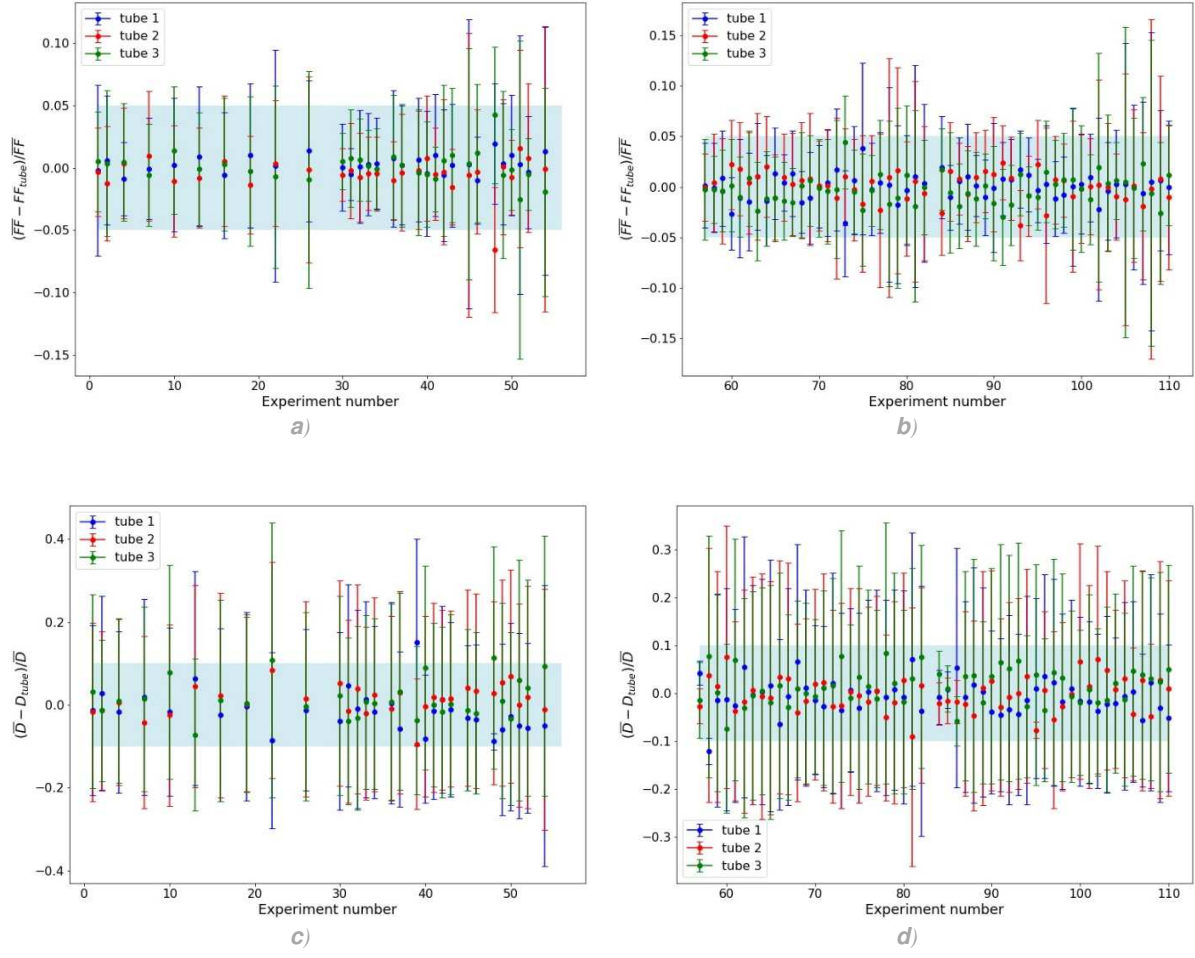 tube 1
tube 2
tube 3
0.10
0.05
0.00
−0.05
−0.10
−0.15
(F̅F̅ − FF_tube)/F̅F̅
0 10 20 30 40 50
Experiment number
a)
tube 1
tube 2
tube 3
0.15
0.10
0.05
0.00
−0.05
−0.10
−0.15
(F̅F̅ − FF_tube)/F̅F̅
60 70 80 90 100 110
Experiment number
b)
tube 1
tube 2
tube 3
0.4
0.2
0.0
−0.2
−0.4
(D̅ − D_tube)/D̅
0 10 20 30 40 50
Experiment number
c)
0.3
0.2
0.1
0.0
−0.1
−0.2
−0.3
(D̅ − D_tube)/D̅
tube 1
tube 2
tube 3
60 70 80 90 100 110
Experiment number
d)